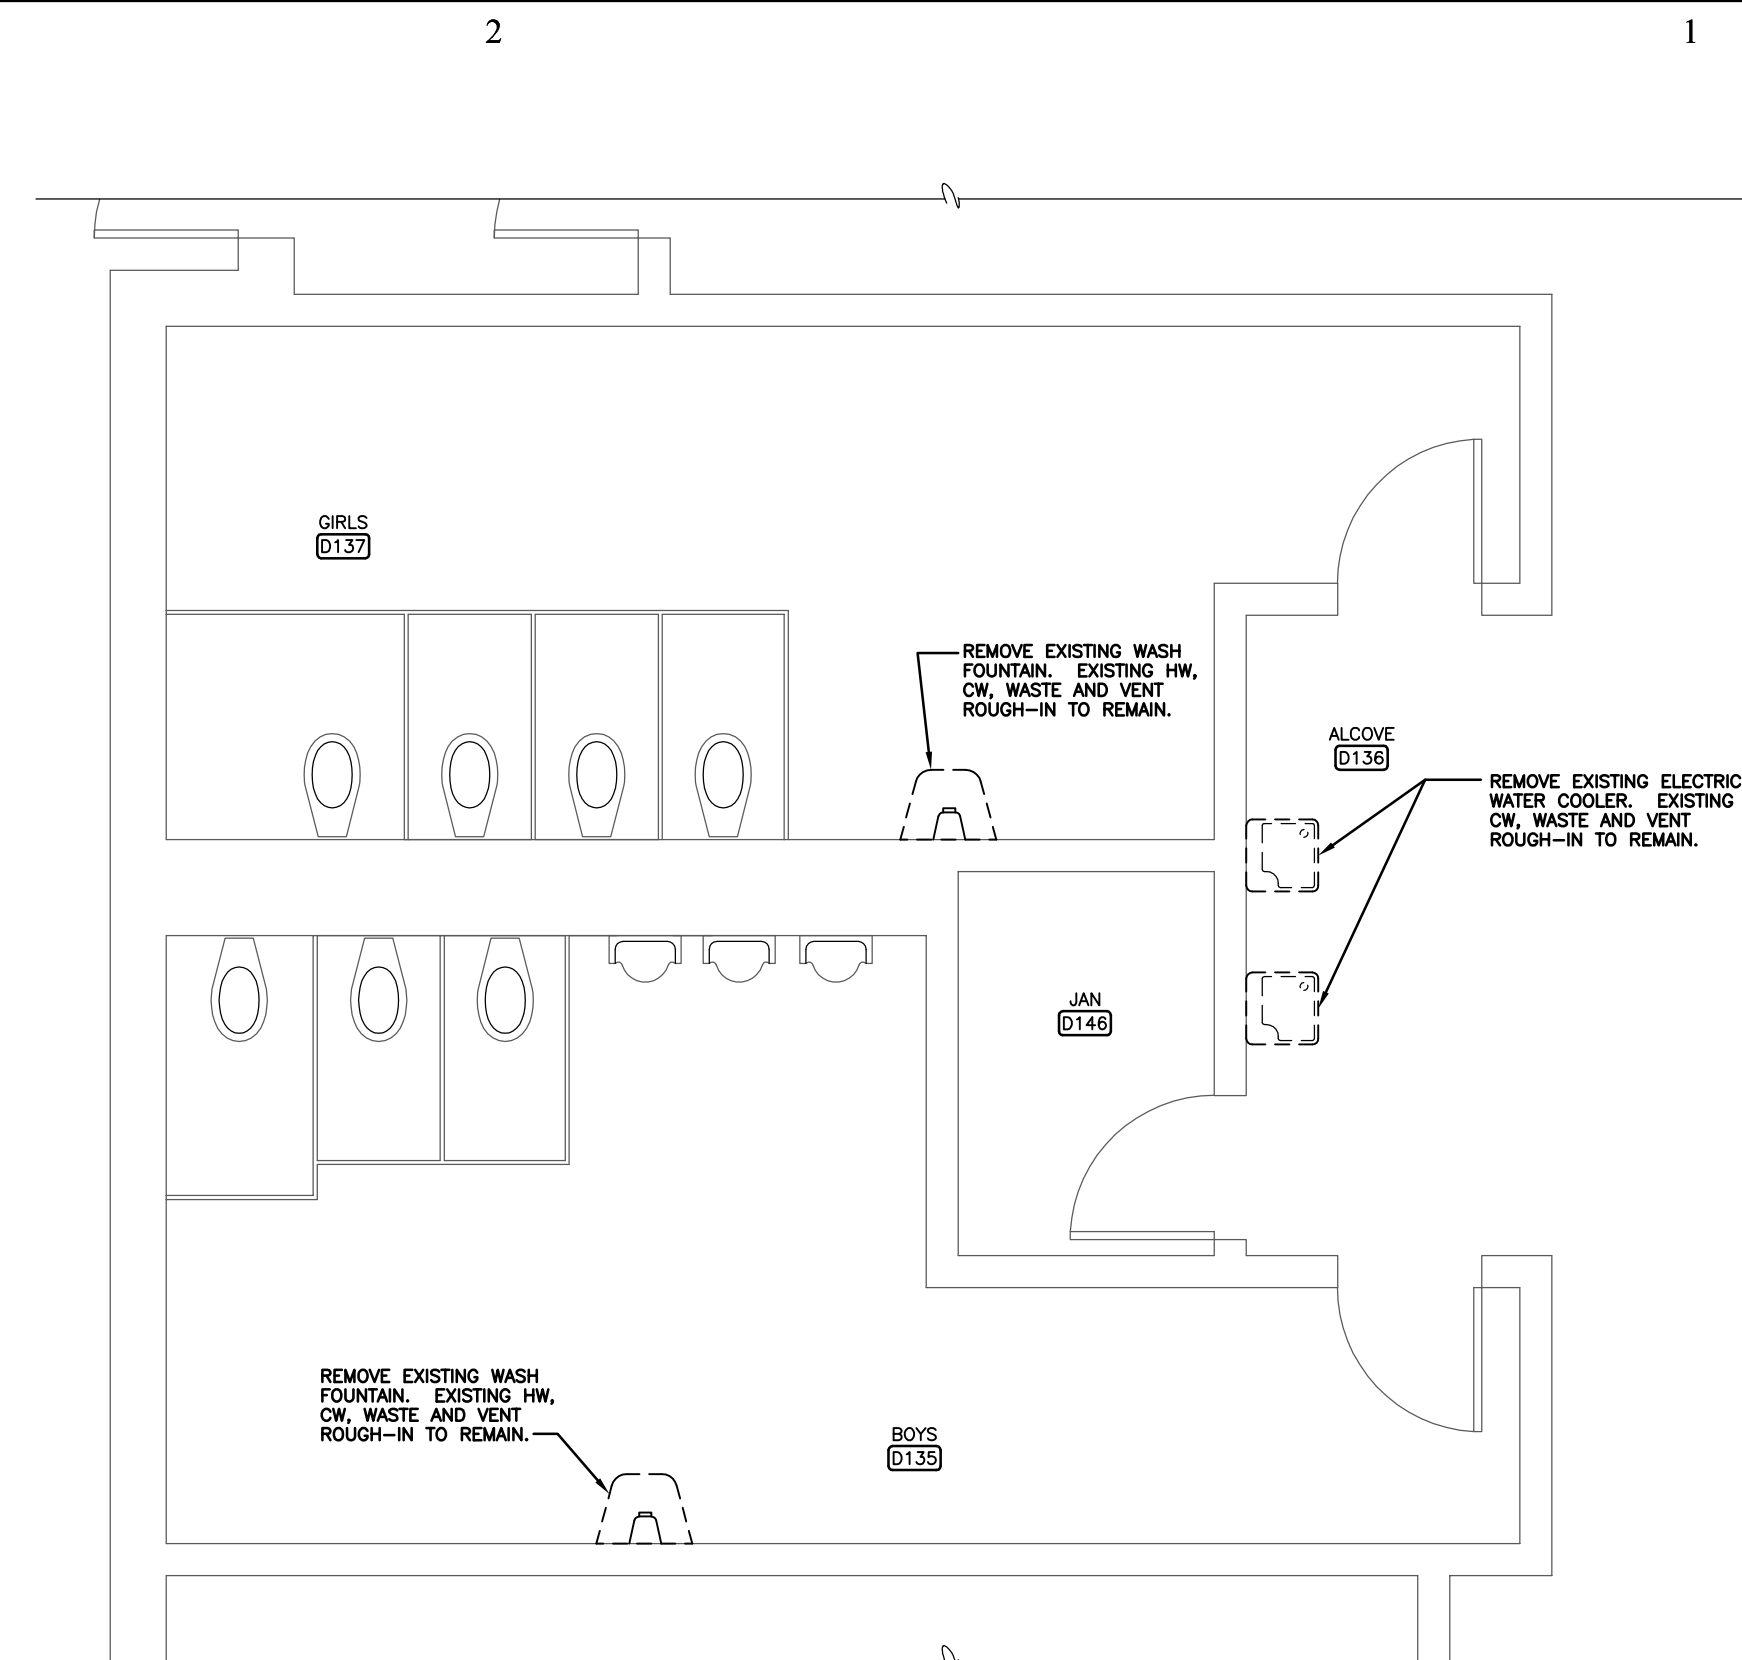 2
1
GIRLS
D137
REMOVE EXISTING WASH
FOUNTAIN. EXISTING HW,
CW, WASTE AND VENT
ROUGH-IN TO REMAIN.
ALCOVE
D136
REMOVE EXISTING ELECTRIC
WATER COOLER. EXISTING
CW, WASTE AND VENT
ROUGH-IN TO REMAIN.
JAN
D146
REMOVE EXISTING WASH
FOUNTAIN. EXISTING HW,
CW, WASTE AND VENT
ROUGH-IN TO REMAIN.
BOYS
D135